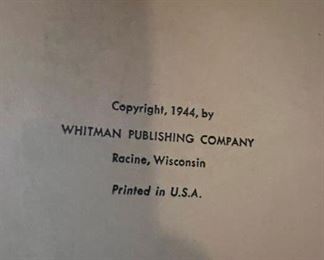 Copyright, 1944, by
WHITMAN PUBLISHING COMPANY
Racine, Wisconsin
Printed in U.S.A.